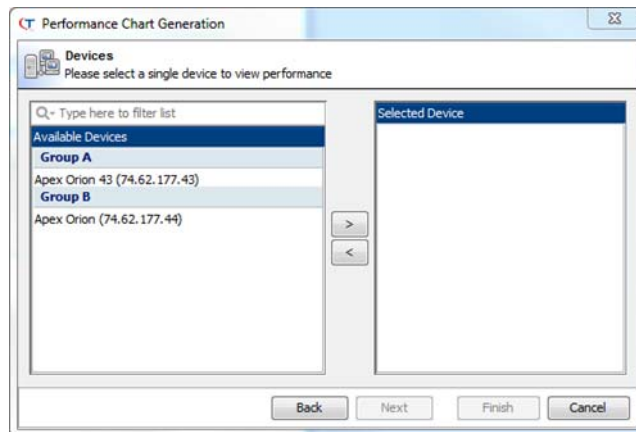 CT Performance Chart Generation
Devices
Please select a single device to view performance
Type here to filter list
Available Devices
Group A
Apex Orion 43 (74.62.177.43)
Group B
Apex Orion (74.62.177.44)
Selected Device
>
<
Back
Next
Finish
Cancel